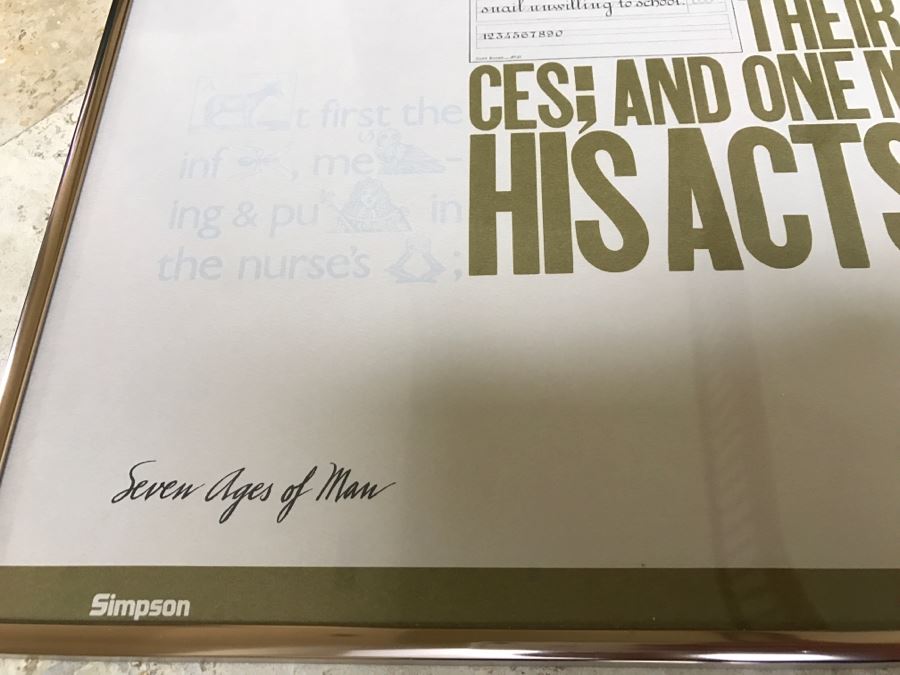 snail unwilling to school.
1234567890
THEIR
CES; AND ONE
HIS ACTS
t first the
inf , me -
ing & pu in
the nurse's ;
Seven Ages of Man
Simpson